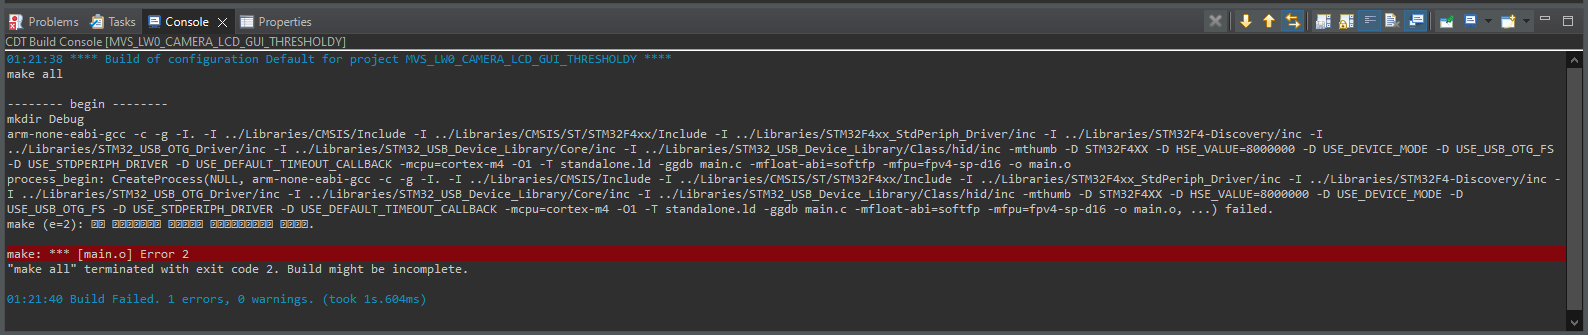 Problems Tasks Console Properties
CDT Build Console [MVS_LW0_CAMERA_LCD_GUI_THRESHOLDY]
01:21:38 **** Build of configuration Default for project MVS_LW0_CAMERA_LCD_GUI_THRESHOLDY ****
make all
-------- begin --------
mkdir Debug
arm-none-eabi-gcc -c -g -I. -I ../Libraries/CMSIS/Include -I ../Libraries/CMSIS/ST/STM32F4xx/Include -I ../Libraries/STM32F4xx_StdPeriph_Driver/inc -I ../Libraries/STM32F4-Discovery/inc -I
../Libraries/STM32_USB_OTG_Driver/inc -I ../Libraries/STM32_USB_Device_Library/Core/inc -I ../Libraries/STM32_USB_Device_Library/Class/hid/inc -mthumb -D STM32F4XX -D HSE_VALUE=8000000 -D USE_DEVICE_MODE -D USE_USB_OTG_FS
-D USE_STDPERIPH_DRIVER -D USE_DEFAULT_TIMEOUT_CALLBACK -mcpu=cortex-m4 -O1 -T standalone.ld -ggdb main.c -mfloat-abi=softfp -mfpu=fpv4-sp-d16 -o main.o
process_begin: CreateProcess(NULL, arm-none-eabi-gcc -c -g -I. -I ../Libraries/CMSIS/Include -I ../Libraries/CMSIS/ST/STM32F4xx/Include -I ../Libraries/STM32F4xx_StdPeriph_Driver/inc -I ../Libraries/STM32F4-Discovery/inc -
I ../Libraries/STM32_USB_OTG_Driver/inc -I ../Libraries/STM32_USB_Device_Library/Core/inc -I ../Libraries/STM32_USB_Device_Library/Class/hid/inc -mthumb -D STM32F4XX -D HSE_VALUE=8000000 -D USE_DEVICE_MODE -D
USE_USB_OTG_FS -D USE_STDPERIPH_DRIVER -D USE_DEFAULT_TIMEOUT_CALLBACK -mcpu=cortex-m4 -O1 -T standalone.ld -ggdb main.c -mfloat-abi=softfp -mfpu=fpv4-sp-d16 -o main.o, ...) failed.
make (e=2):
make: *** [main.o] Error 2
"make all" terminated with exit code 2. Build might be incomplete.
01:21:40 Build Failed. 1 errors, 0 warnings. (took 1s.604ms)